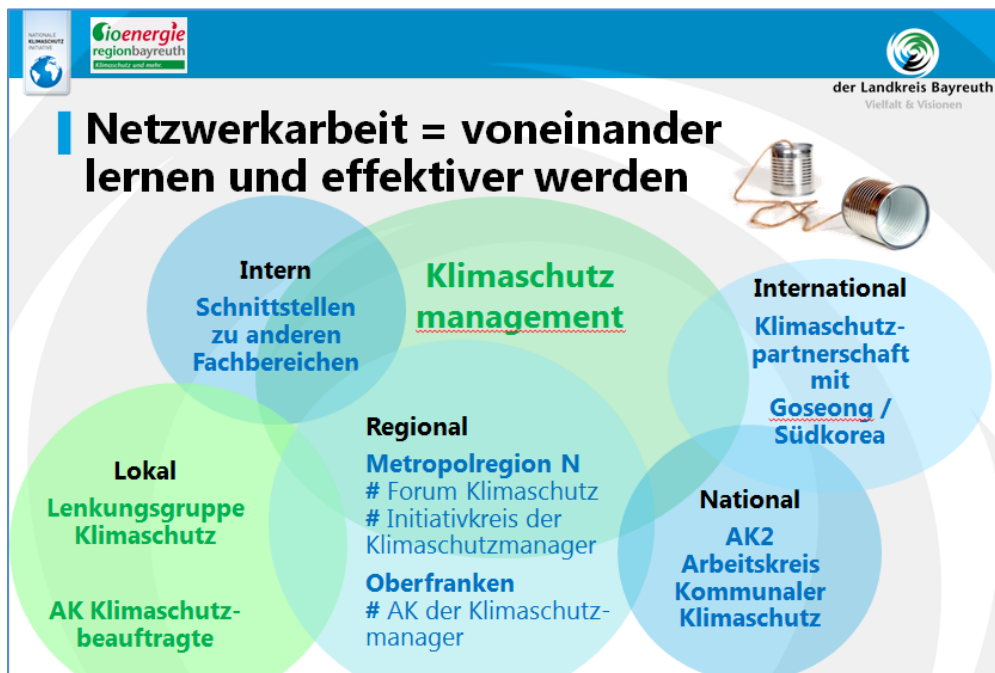 NATIONALE
KLIMASCHUTZ
INITIATIVE
Bioenergie
regionbayreuth
Klimaschutz und mehr.
der Landkreis Bayreuth
Vielfalt & Visionen
Netzwerkarbeit = voneinander
lernen und effektiver werden
Intern
Schnittstellen
zu anderen
Fachbereichen
Klimaschutz
management
International
Klimaschutz-
partnerschaft
mit
Goseong /
Südkorea
Lokal
Lenkungsgruppe
Klimaschutz
AK Klimaschutz-
beauftragte
Regional
Metropolregion N
# Forum Klimaschutz
# Initiativkreis der
Klimaschutzmanager
Oberfranken
# AK der Klimaschutz-
manager
National
AK2
Arbeitskreis
Kommunaler
Klimaschutz